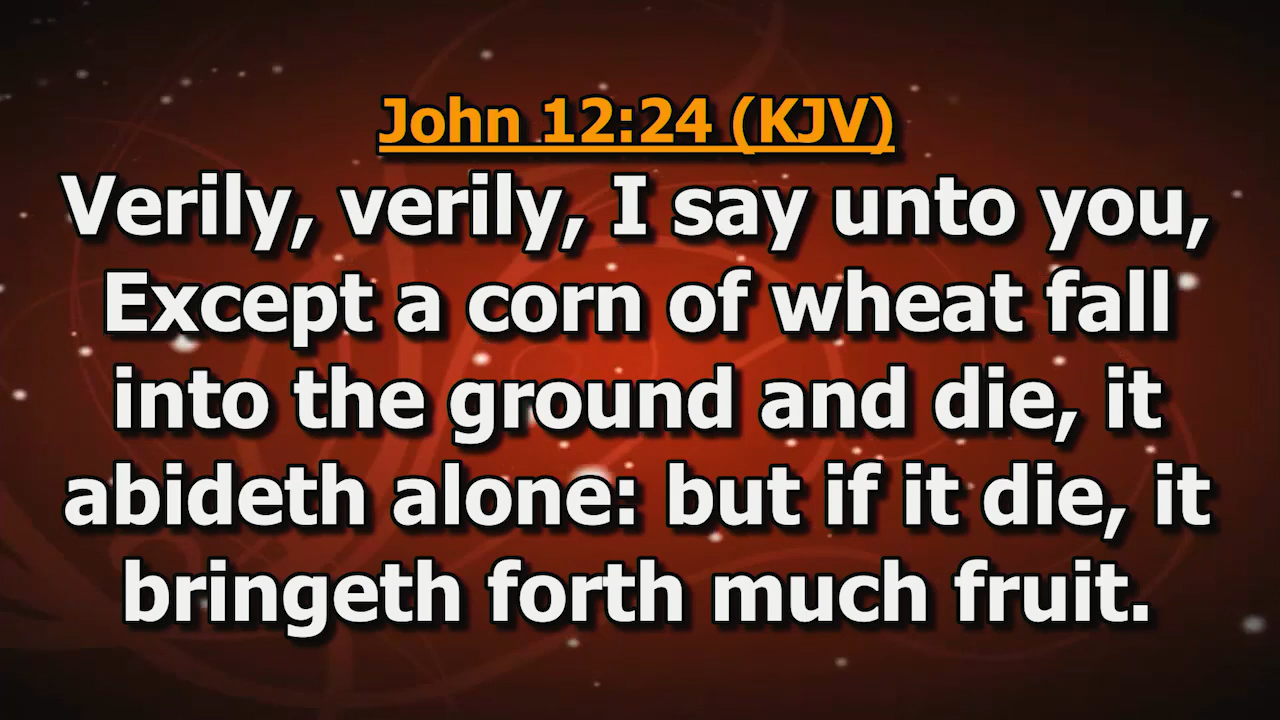 John 12:24 (KJV)
Verily, verily, I say unto you,
Except a corn of wheat fall
into the ground and die, it
abideth alone: but if it die, it
bringeth forth much fruit.